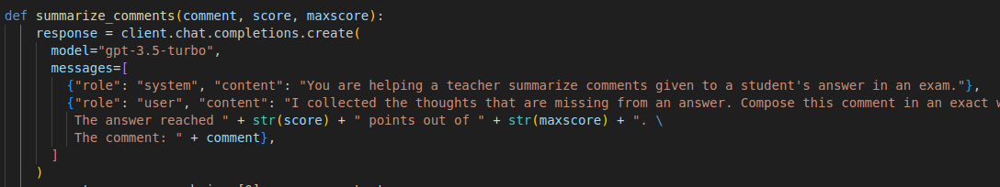 def summarize_comments(comment, score, maxscore):
response = client.chat.completions.create(
model="gpt-3.5-turbo",
messages=[
{"role": "system", "content": "You are helping a teacher summarize comments given to a student's answer in an exam."},
{"role": "user", "content": "I collected the thoughts that are missing from an answer. Compose this comment in an exact
The answer reached " + str(score) + " points out of " + str(maxscore) + ". \
The comment: " + comment},
]
)